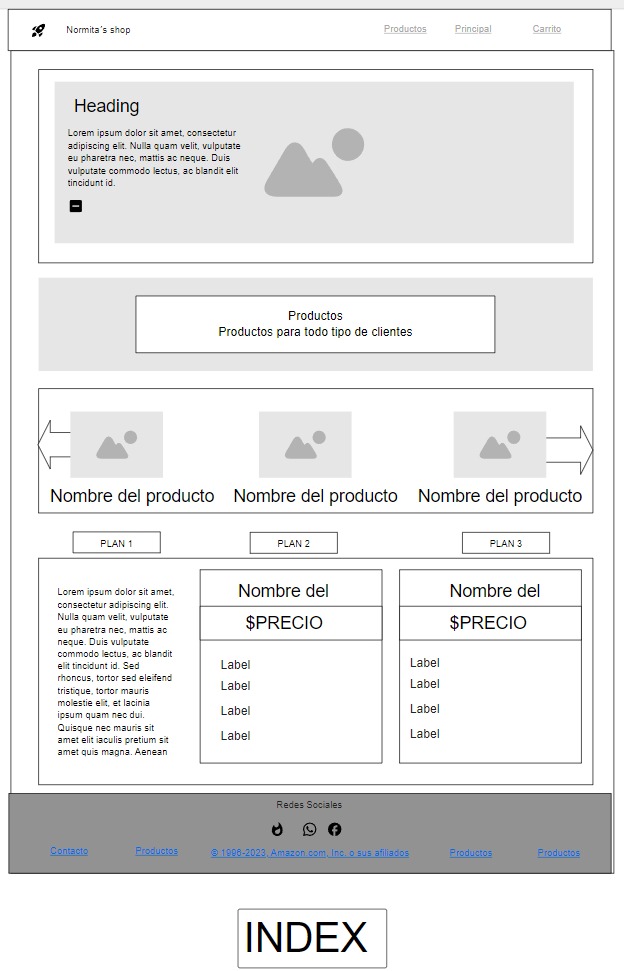 Normita´s shop
Productos
Principal
Carrito
Heading
Lorem ipsum dolor sit amet, consectetur
adipiscing elit. Nulla quam velit, vulputate
eu pharetra nec, mattis ac neque. Duis
vulputate commodo lectus, ac blandit elit
tincidunt id.
Productos
Productos para todo tipo de clientes
Nombre del producto
Nombre del producto
Nombre del producto
PLAN 1
PLAN 2
PLAN 3
Lorem ipsum dolor sit amet,
consectetur adipiscing elit.
Nulla quam velit, vulputate
eu pharetra nec, mattis ac
neque. Duis vulputate
commodo lectus, ac blandit
elit tincidunt id. Sed
rhoncus, tortor sed eleifend
tristique, tortor mauris
molestie elit, et lacinia
ipsum quam nec dui.
Quisque nec mauris sit
amet elit iaculis pretium sit
amet quis magna. Aenean
Nombre del
$PRECIO
Label
Label
Label
Label
Nombre del
$PRECIO
Label
Label
Label
Label
Redes Sociales
Contacto
Productos
© 1996-2023, Amazon.com, Inc. o sus afiliados
Productos
Productos
INDEX